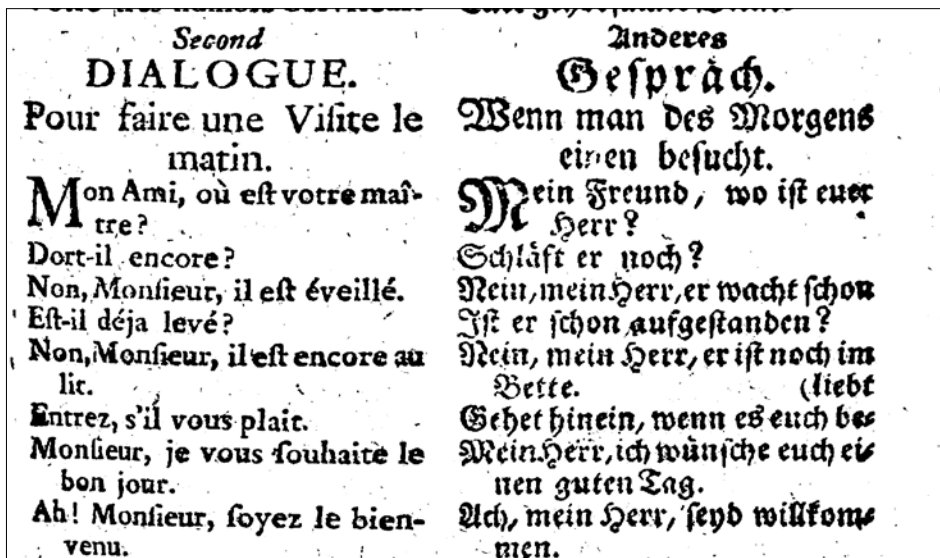 Second
DIALOGUE.
Pour faire une Viſite le
matin.
Mon Ami, où eſt votre maî-
tre?
Dort-il encore?
Non, Monſieur, il eſt éveillé.
Eſt-il déja levé?
Non, Monſieur, il eſt encore au
lit.
Entrez, s'il vous plait.
Monſieur, je vous ſouhaite le
bon jour.
Ah! Monſieur, ſoyez le bien-
venu.
Anderes
Geſpräch.
Wenn man des Morgens
einen beſucht.
Mein Freund, wo iſt euer
Herr?
Schläft er noch?
Nein, mein Herr, er wacht ſchon
Iſt er ſchon aufgeſtanden?
Nein, mein Herr, er iſt noch im
Bette. (liebt
Gehet hinein, wenn es euch be-
Mein Herr, ich wünſche euch ei-
nen guten Tag.
Ach, mein Herr, ſeyd willkom-
men.